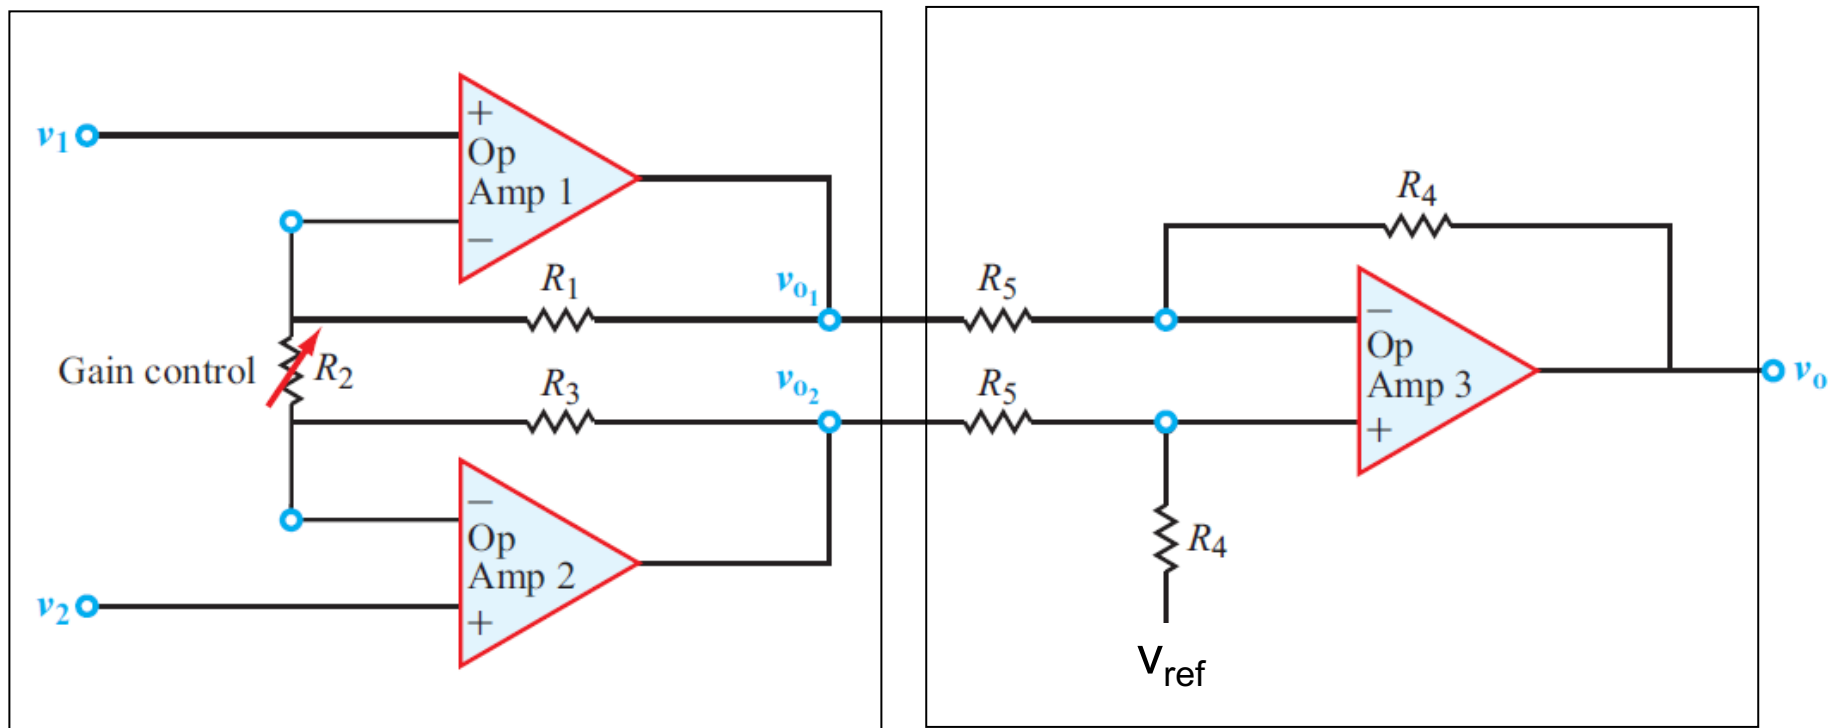 v1
+
Op
Amp 1
−
R1
vo1
Gain control
R2
R3
vo2
−
Op
Amp 2
+
v2
R4
R5
−
Op
Amp 3
+
vo
R5
R4
vref